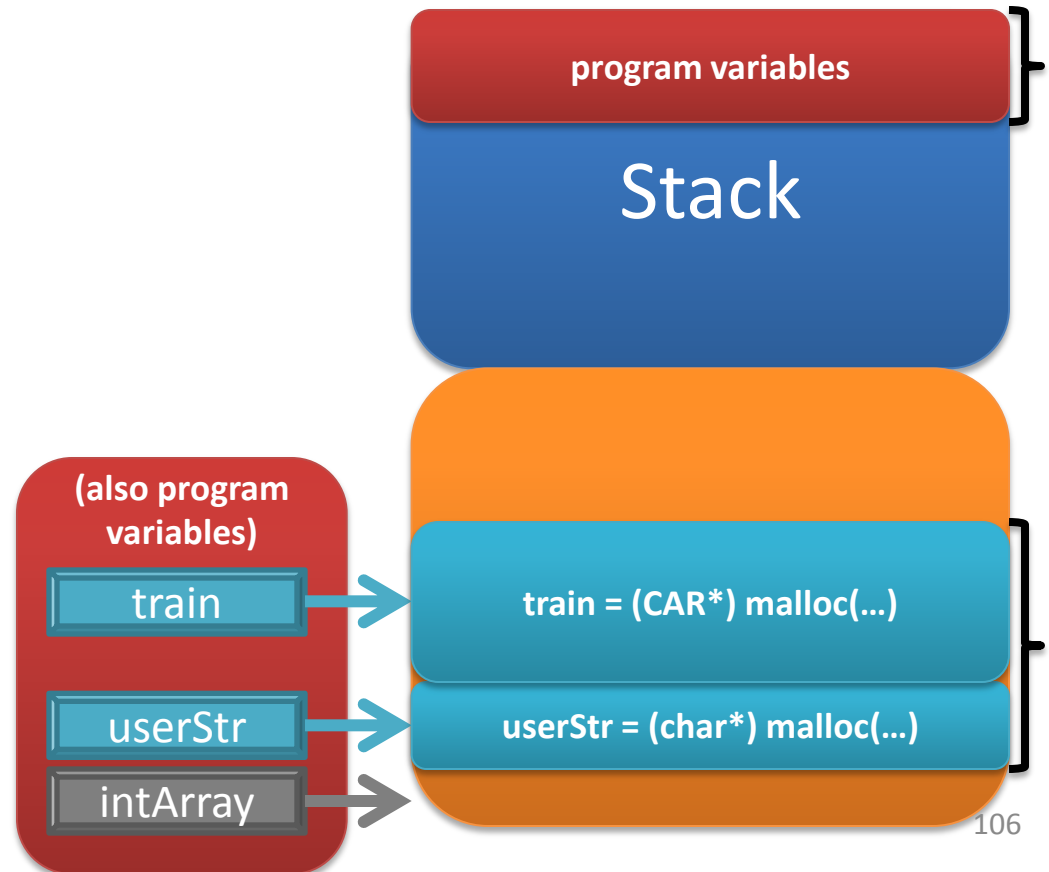 program variables
Stack
(also program
variables)
train
train = (CAR*) malloc(…)
userStr
userStr = (char*) malloc(…)
intArray
106